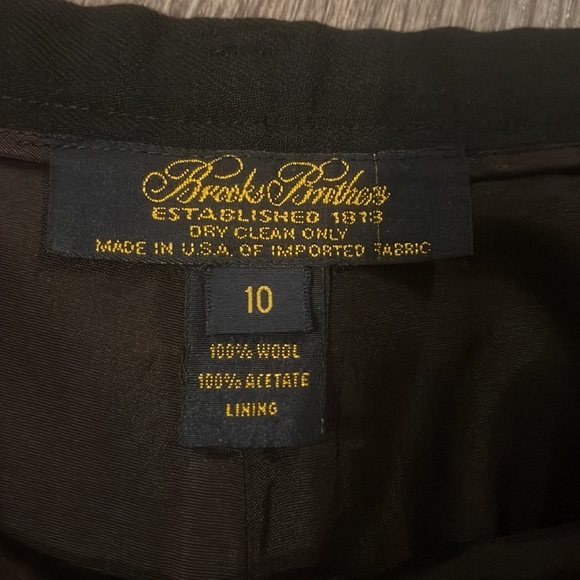 Brooks Brothers
ESTABLISHED 1818
DRY CLEAN ONLY
MADE IN U.S.A. OF IMPORTED FABRIC
10
100% WOOL
100% ACETATE
LINING